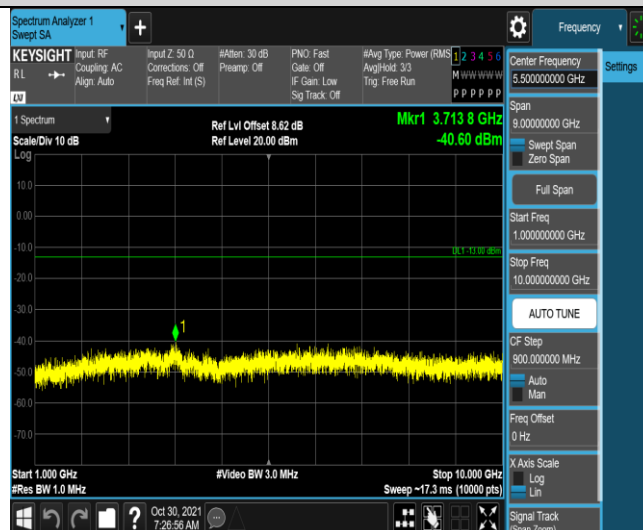 Spectrum Analyzer 1
Swept SA
Frequency
KEYSIGHT
RL
Input: RF
Coupling: AC
Align: Auto
Input Z: 50 Ω
Corrections: Off
Freq Ref: Int (S)
#Atten: 30 dB
Preamp: Off
PNO: Fast
Gate: Off
IF Gain: Low
Sig Track: Off
#Avg Type: Power (RMS
Avg|Hold: 3/3
Trig: Free Run
1 2 3 4 5 6
M W W W W W
P P P P P P
LXI
1 Spectrum
Scale/Div 10 dB
Log
Ref Lvl Offset 8.62 dB
Ref Level 20.00 dBm
Mkr1 3.713 8 GHz
-40.60 dBm
10.0
0.00
-10.0
DL1 -13.00 dBm
-20.0
-30.0
1
-40.0
-50.0
-60.0
-70.0
Start 1.000 GHz
#Res BW 1.0 MHz
#Video BW 3.0 MHz
Stop 10.000 GHz
Sweep ~17.3 ms (10000 pts)
?
Oct 30, 2021
7:26:56 AM
Center Frequency
5.500000000 GHz
Span
9.00000000 GHz
Swept Span
Zero Span
Full Span
Start Freq
1.000000000 GHz
Stop Freq
10.000000000 GHz
AUTO TUNE
CF Step
900.000000 MHz
Auto
Man
Freq Offset
0 Hz
X Axis Scale
Log
Lin
Signal Track
(Span Zoom)
Settings